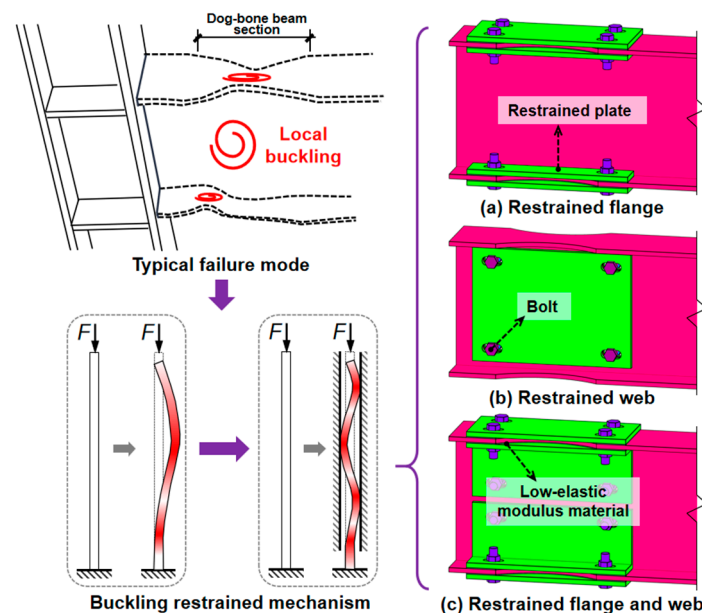 Dog-bone beam
section
Local
buckling
Typical failure mode
F
F
F
F
Buckling restrained mechanism
Restrained plate
(a) Restrained flange
Bolt
(b) Restrained web
Low-elastic
modulus material
(c) Restrained flange and web